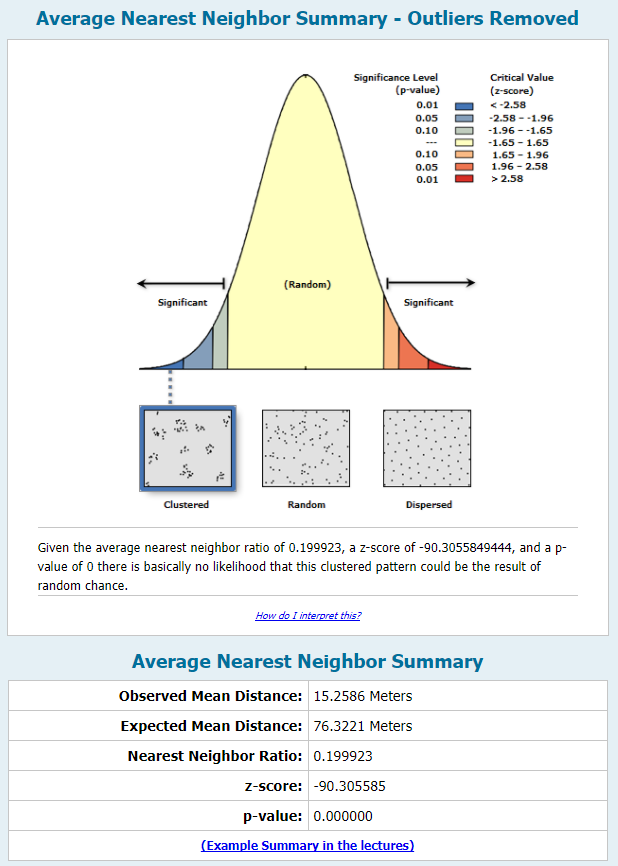 Average Nearest Neighbor Summary - Outliers Removed
Significance Level
(p-value)
Critical Value
(z-score)
0.01 < -2.58
0.05 -2.58 – -1.96
0.10 -1.96 – -1.65
--- -1.65 – 1.65
0.10 1.65 – 1.96
0.05 1.96 – 2.58
0.01 > 2.58
(Random)
Significant
Significant
Clustered
Random
Dispersed
Given the average nearest neighbor ratio of 0.199923, a z-score of -90.3055849444, and a p-
value of 0 there is basically no likelihood that this clustered pattern could be the result of
random chance.
How do I interpret this?
Average Nearest Neighbor Summary
Observed Mean Distance: 15.2586 Meters
Expected Mean Distance: 76.3221 Meters
Nearest Neighbor Ratio: 0.199923
z-score: -90.305585
p-value: 0.000000
(Example Summary in the lectures)